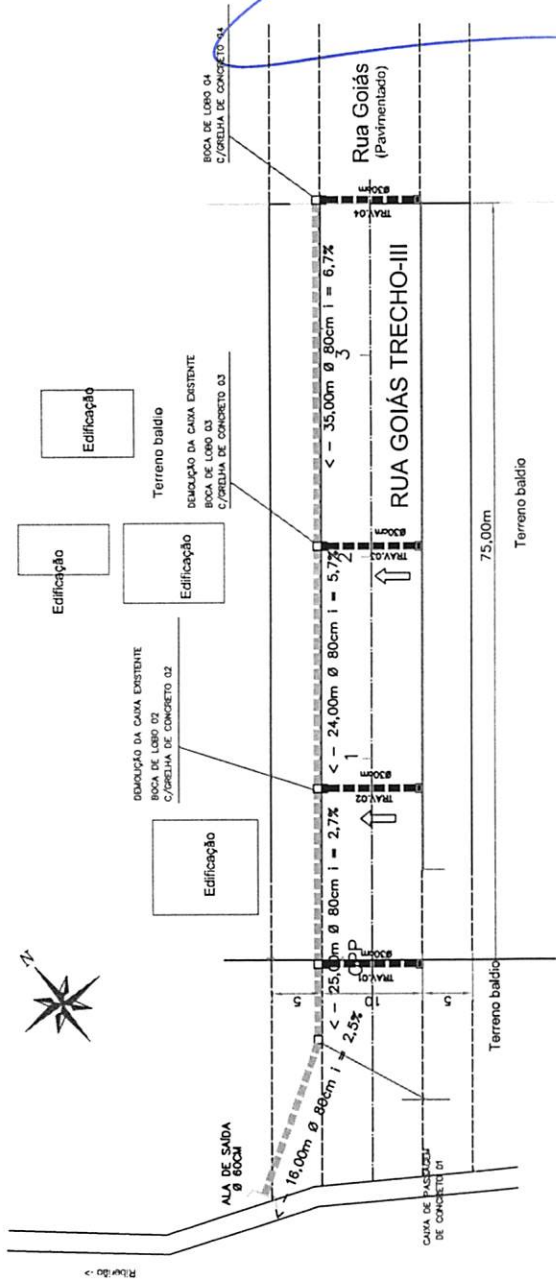 BOCA DE LOBO 04
C/GRELHA DE CONCRETO 04
Rua Goiás
(Pavimentado)
Ø30cm
TRAV.04
<- 35,00m Ø 80cm i = 6,7%
3
RUA GOIÁS TRECHO-III
Edificação
Terreno baldio
DEMOLIÇÃO DA CAIXA EXISTENTE
BOCA DE LOBO 03
C/GRELHA DE CONCRETO 03
Edificação
Edificação
Ø30cm
TRAV.03
2
<- 24,00m Ø 80cm i = 5,7%
75,00m
Terreno baldio
DEMOLIÇÃO DA CAIXA EXISTENTE
BOCA DE LOBO 02
C/GRELHA DE CONCRETO 02
1
Ø30cm
TRAV.02
Edificação
<- 25,00m Ø 80cm i = 2,7%
OPP
Ø30cm
TRAV.01
5
10
5
Terreno baldio
N
<- 16,00m Ø 80cm i = 2,5%
ALA DE SAÍDA
Ø 60CM
CAIXA DE PASSAGEM
DE CONCRETO 01
Ribeirão ->